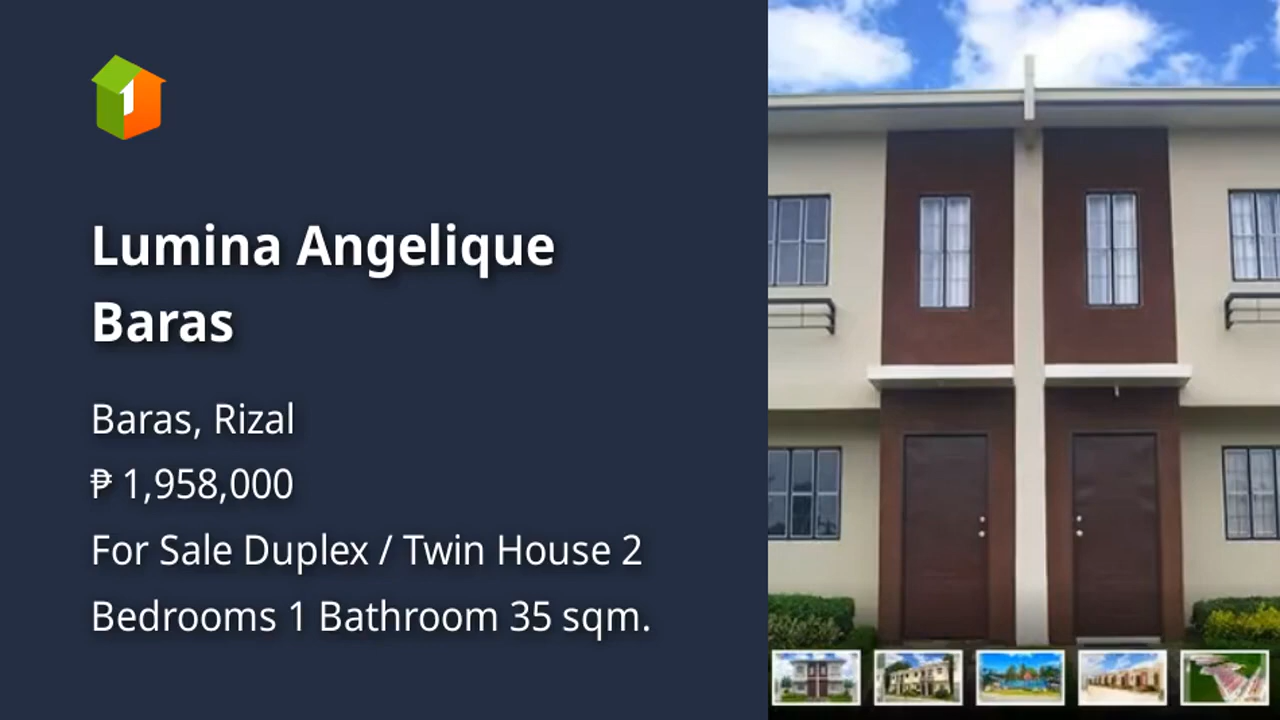 Lumina Angelique
Baras
Baras, Rizal
₱ 1,958,000
For Sale Duplex / Twin House 2
Bedrooms 1 Bathroom 35 sqm.